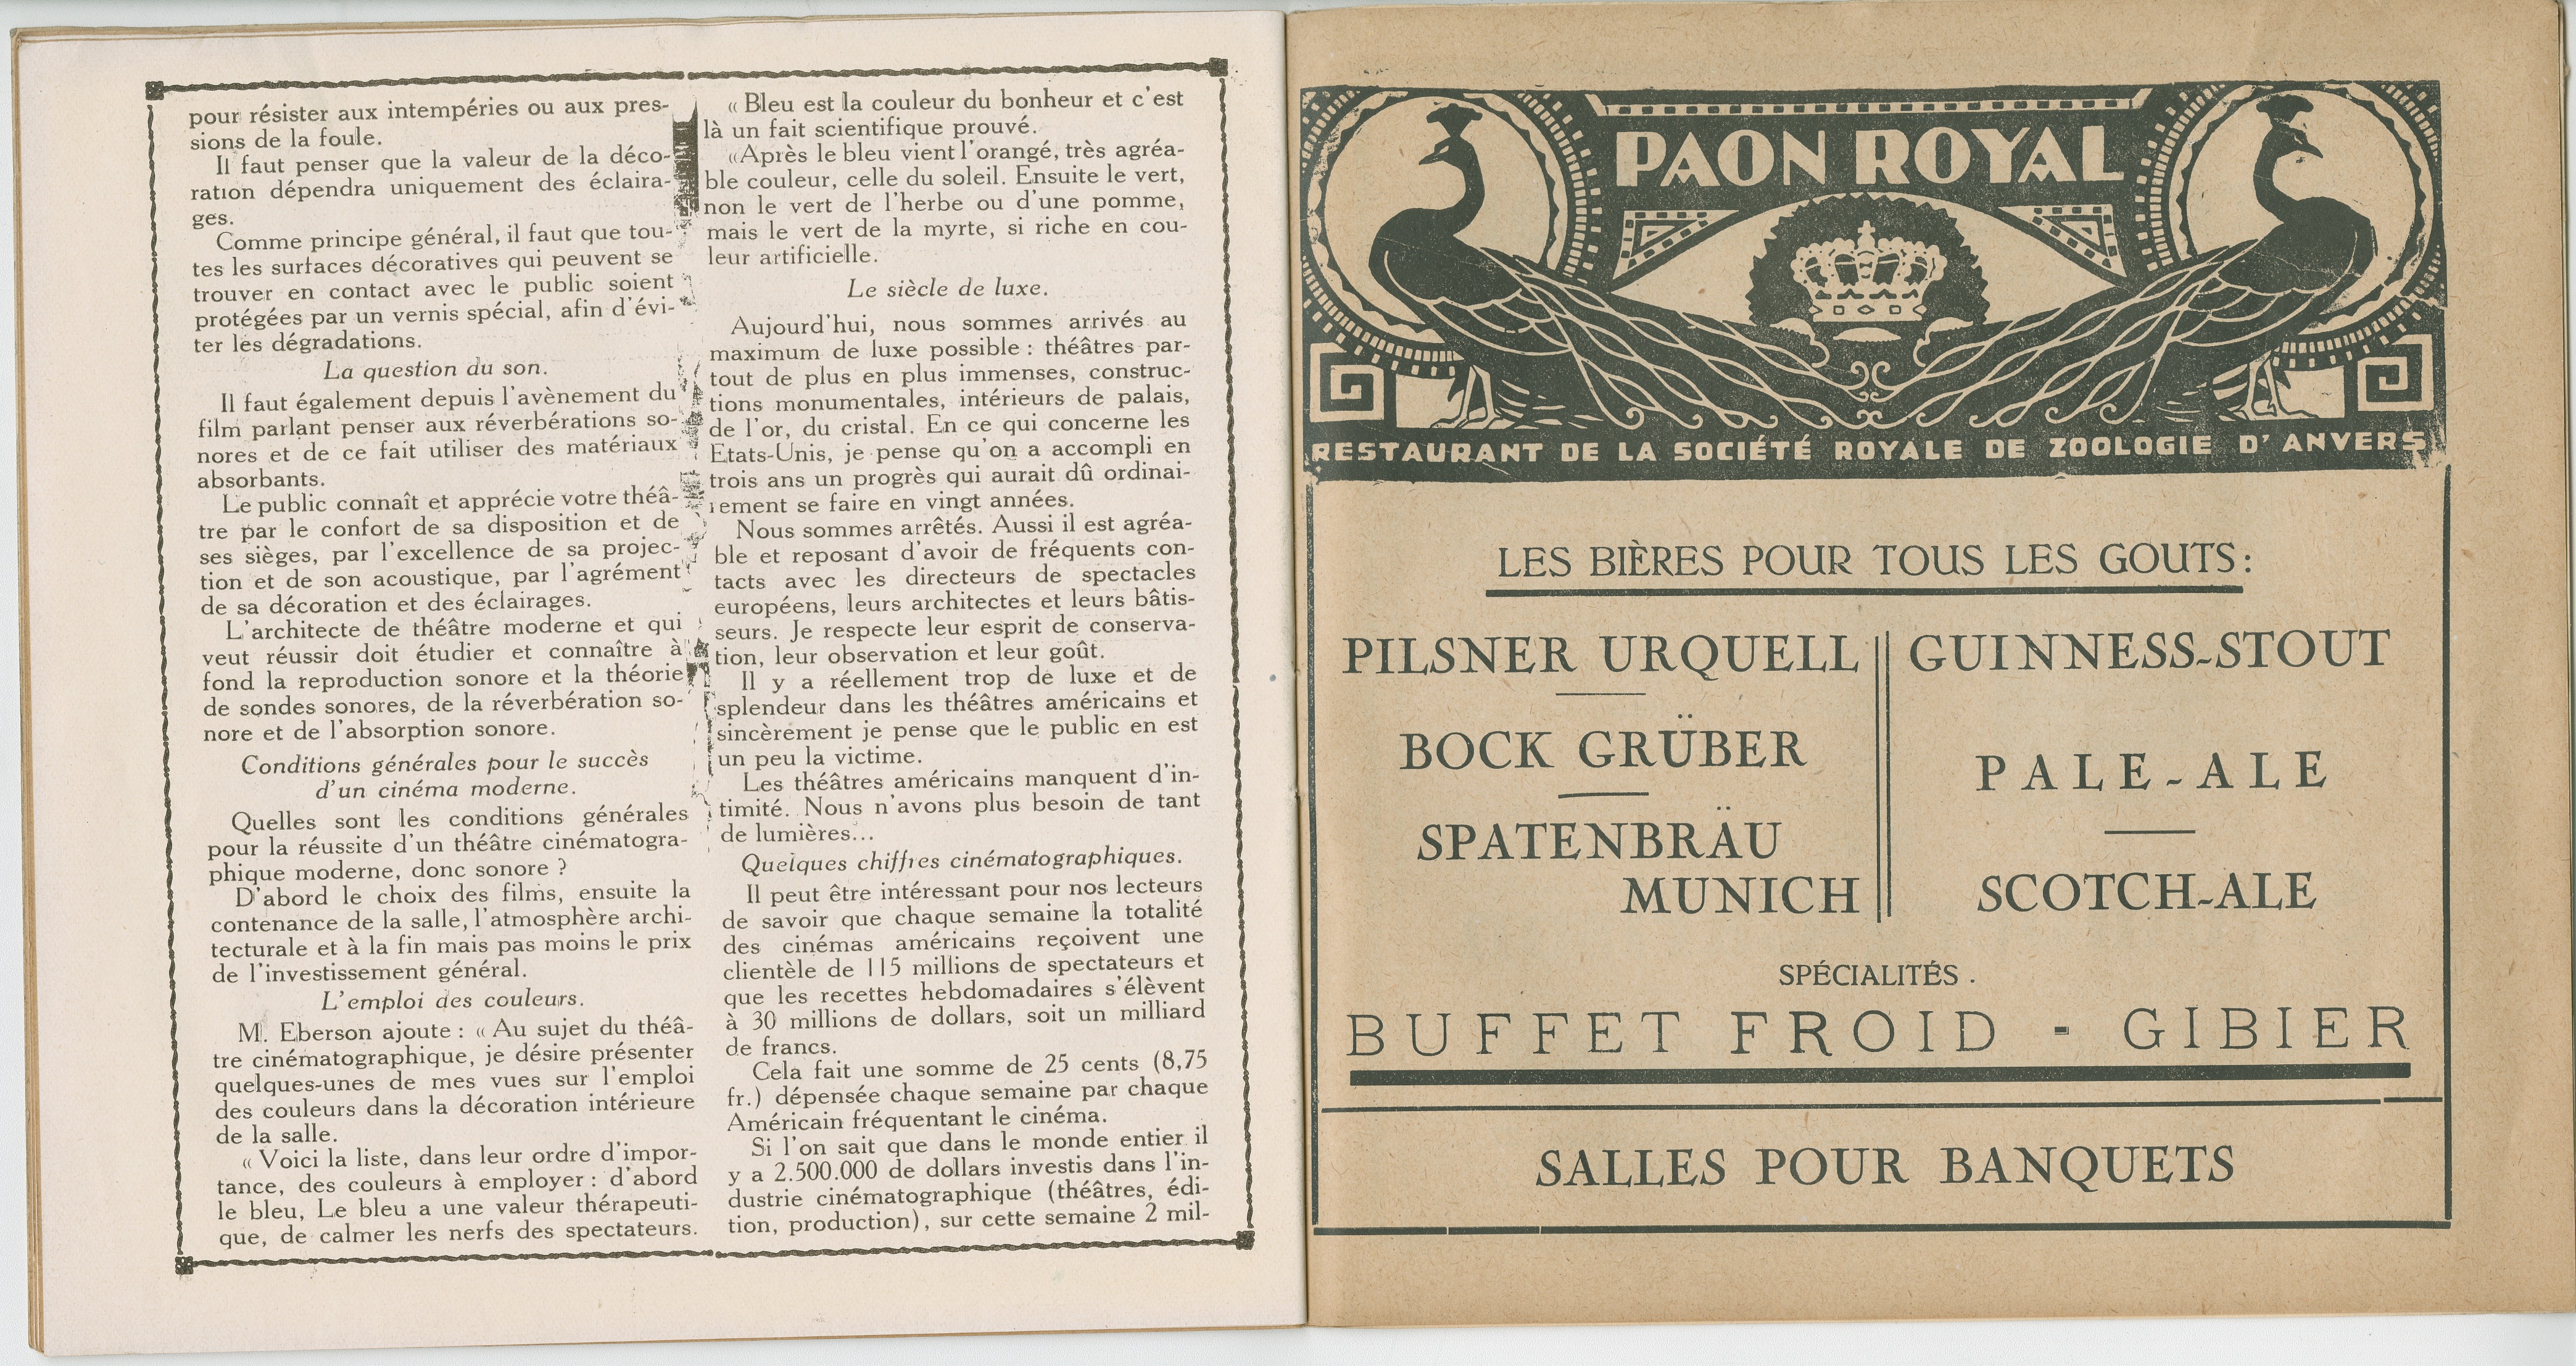 pour résister aux intempéries ou aux pres-
sions de la foule.
Il faut penser que la valeur de la déco-
ration dépendra uniquement des éclaira-
ges.
Comme principe général, il faut que tou-
tes les surfaces décoratives qui peuvent se
trouver en contact avec le public soient
protégées par un vernis spécial, afin d'évi-
ter les dégradations.
La question du son.
Il faut également depuis l'avènement du
film parlant penser aux réverbérations so-
nores et de ce fait utiliser des matériaux
absorbants.
Le public connaît et apprécie votre théâ-
tre par le confort de sa disposition et de
ses sièges, par l'excellence de sa projec-
tion et de son acoustique, par l'agrément
de sa décoration et des éclairages.
L'architecte de théâtre moderne et qui
veut réussir doit étudier et connaître à
fond la reproduction sonore et la théorie
de sondes sonores, de la réverbération so-
nore et de l'absorption sonore.
Conditions générales pour le succès
d'un cinéma moderne.
Quelles sont les conditions générales
pour la réussite d'un théâtre cinématogra-
phique moderne, donc sonore ?
D'abord le choix des films, ensuite la
contenance de la salle, l'atmosphère archi-
tecturale et à la fin mais pas moins le prix
de l'investissement général.
L'emploi des couleurs.
M. Eberson ajoute : « Au sujet du théâ-
tre cinématographique, je désire présenter
quelques-unes de mes vues sur l'emploi
des couleurs dans la décoration intérieure
de la salle.
« Voici la liste, dans leur ordre d'impor-
tance, des couleurs à employer : d'abord
le bleu, Le bleu a une valeur thérapeuti-
que, de calmer les nerfs des spectateurs.
« Bleu est la couleur du bonheur et c'est
là un fait scientifique prouvé.
«Après le bleu vient l'orangé, très agréa-
ble couleur, celle du soleil. Ensuite le vert,
non le vert de l'herbe ou d'une pomme,
mais le vert de la myrte, si riche en cou-
leur artificielle.
Le siècle de luxe.
Aujourd'hui, nous sommes arrivés au
maximum de luxe possible : théâtres par-
tout de plus en plus immenses, construc-
tions monumentales, intérieurs de palais,
de l'or, du cristal. En ce qui concerne les
Etats-Unis, je pense qu'on a accompli en
trois ans un progrès qui aurait dû ordinai-
rement se faire en vingt années.
Nous sommes arrêtés. Aussi il est agréa-
ble et reposant d'avoir de fréquents con-
tacts avec les directeurs de spectacles
européens, leurs architectes et leurs bâtis-
seurs. Je respecte leur esprit de conserva-
tion, leur observation et leur goût.
Il y a réellement trop de luxe et de
splendeur dans les théâtres américains et
sincèrement je pense que le public en est
un peu la victime.
Les théâtres américains manquent d'in-
timité. Nous n'avons plus besoin de tant
de lumières...
Quelques chiffres cinématographiques.
Il peut être intéressant pour nos lecteurs
de savoir que chaque semaine la totalité
des cinémas américains reçoivent une
clientèle de 115 millions de spectateurs et
que les recettes hebdomadaires s'élèvent
à 30 millions de dollars, soit un milliard
de francs.
Cela fait une somme de 25 cents (8,75
fr.) dépensée chaque semaine par chaque
Américain fréquentant le cinéma.
Si l'on sait que dans le monde entier il
y a 2.500.000 de dollars investis dans l'in-
dustrie cinématographique (théâtres, édi-
tion, production), sur cette semaine 2 mil-
PAON ROYAL
RESTAURANT DE LA SOCIÉTÉ ROYALE DE ZOOLOGIE D'ANVERS
LES BIÈRES POUR TOUS LES GOUTS :
PILSNER URQUELL
BOCK GRÜBER
SPATENBRÄU
MUNICH
GUINNESS-STOUT
PALE-ALE
SCOTCH-ALE
SPÉCIALITÉS.
BUFFET FROID - GIBIER
SALLES POUR BANQUETS